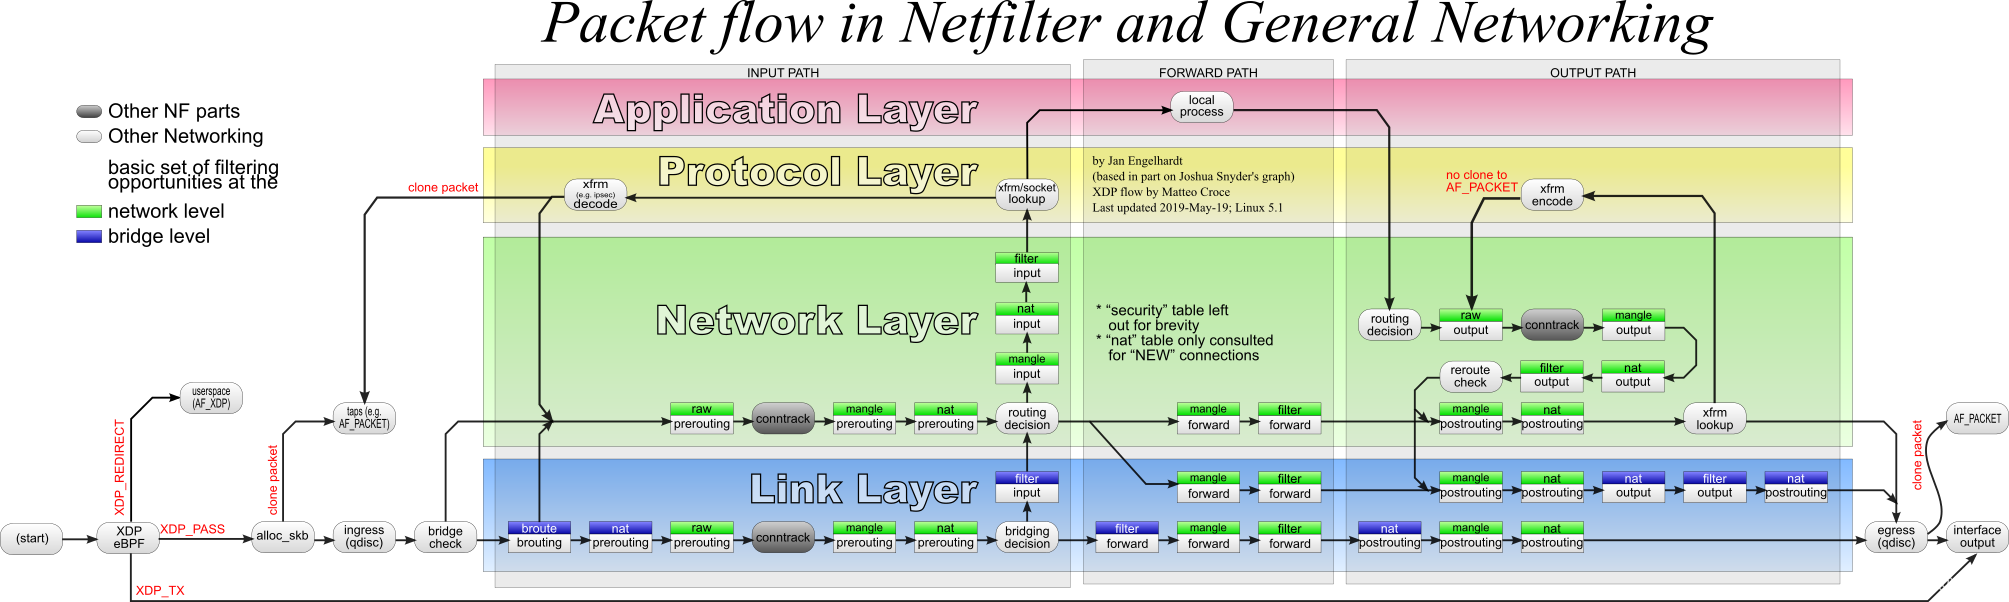 Packet flow in Netfilter and General Networking
INPUT PATH
FORWARD PATH
OUTPUT PATH
Other NF parts
Other Networking
basic set of filtering
opportunities at the
network level
bridge level
Application Layer
local
process
Protocol Layer
clone packet
xfrm
(e.g. ipsec)
decode
xfrm/socket
lookup
by Jan Engelhardt
(based in part on Joshua Snyder's graph)
XDP flow by Matteo Croce
Last updated 2019-May-19; Linux 5.1
no clone to
AF_PACKET
xfrm
encode
Network Layer
filter
input
nat
input
mangle
input
* “security” table left
out for brevity
* “nat” table only consulted
for “NEW” connections
routing
decision
raw
output
conntrack
mangle
output
reroute
check
filter
output
nat
output
userspace
(AF_XDP)
taps (e.g.
AF_PACKET)
raw
prerouting
conntrack
mangle
prerouting
nat
prerouting
routing
decision
mangle
forward
filter
forward
mangle
postrouting
nat
postrouting
xfrm
lookup
AF_PACKET
XDP_REDIRECT
clone packet
clone packet
Link Layer
filter
input
mangle
forward
filter
forward
mangle
postrouting
nat
postrouting
nat
output
filter
output
nat
postrouting
(start)
XDP
eBPF
XDP_PASS
alloc_skb
ingress
(qdisc)
bridge
check
broute
brouting
nat
prerouting
raw
prerouting
conntrack
mangle
prerouting
nat
prerouting
bridging
decision
filter
forward
mangle
forward
filter
forward
nat
postrouting
mangle
postrouting
nat
postrouting
egress
(qdisc)
interface
output
XDP_TX